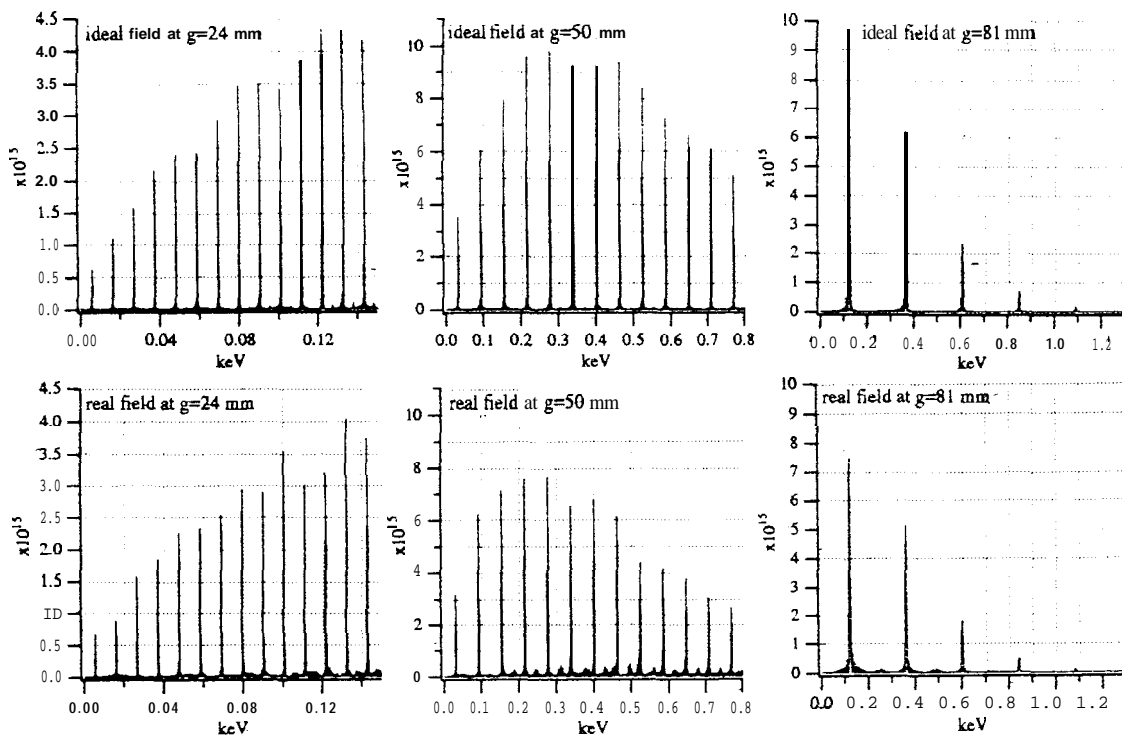 ideal field at g=24 mm
4.5
4.0
3.5
3.0
2.5
2.0
1.5
1.0
0.5
0.0
x10^15
0.00 0.04 0.08 0.12
keV
ideal field at g=50 mm
10
8
6
4
2
0
x10^15
0.0 0.1 0.2 0.3 0.4 0.5 0.6 0.7 0.8
keV
ideal field at g=81 mm
10
9
8
7
6
5
4
3
2
1
0
x10^15
0.0 0.2 0.4 0.6 0.8 1.0 1.2
keV
real field at g=24 mm
4.5
4.0
3.5
3.0
2.5
2.0
1.5
ID
0.5
0.0
x10^15
0.00 0.04 0.08 0.12
keV
real field at g=50 mm
10
8
6
4
2
0
x10^15
0.0 0.1 0.2 0.3 0.4 0.5 0.6 0.7 0.8
keV
real field at g=81 mm
10
9
8
7
6
5
4
3
2
1
0
x10^15
0.0 0.2 0.4 0.6 0.8 1.0 1.2
keV